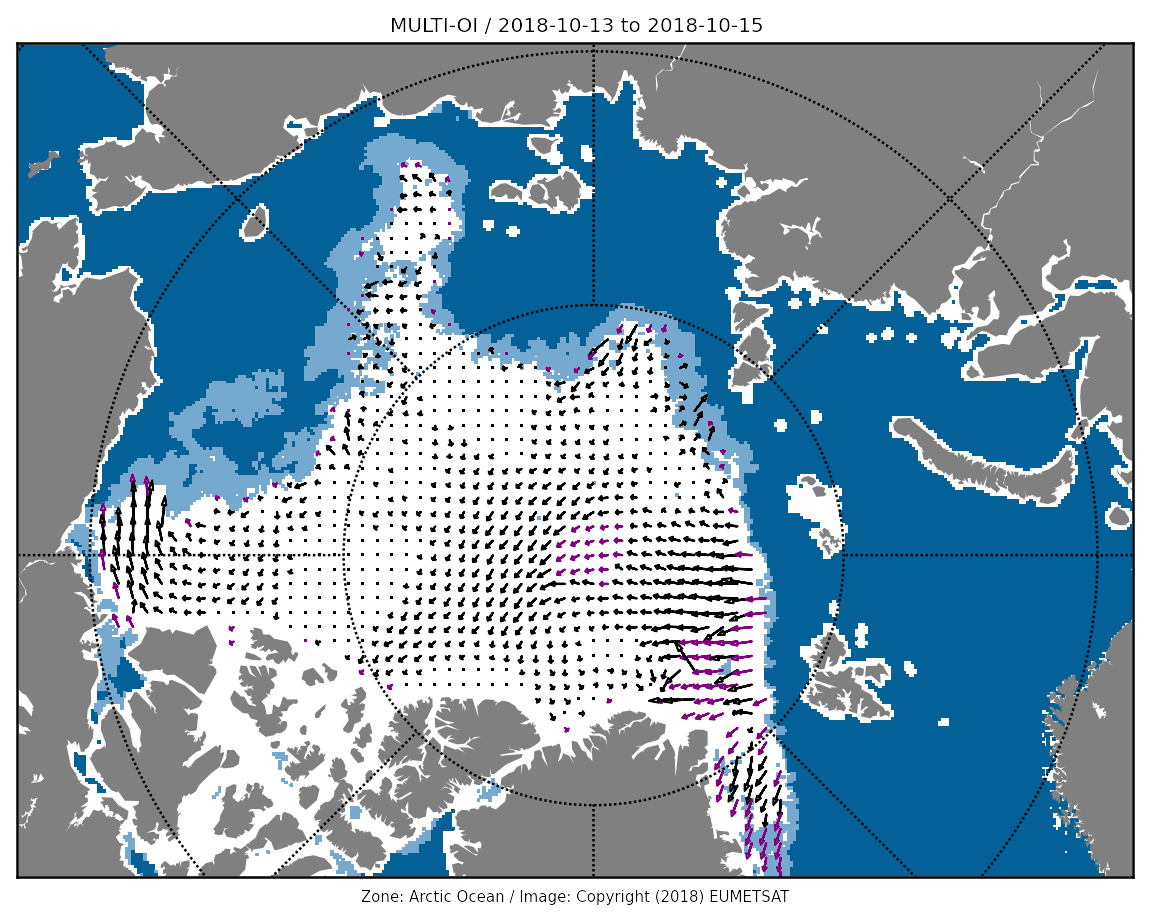 MULTI-OI / 2018-10-13 to 2018-10-15
Zone: Arctic Ocean / Image: Copyright (2018) EUMETSAT